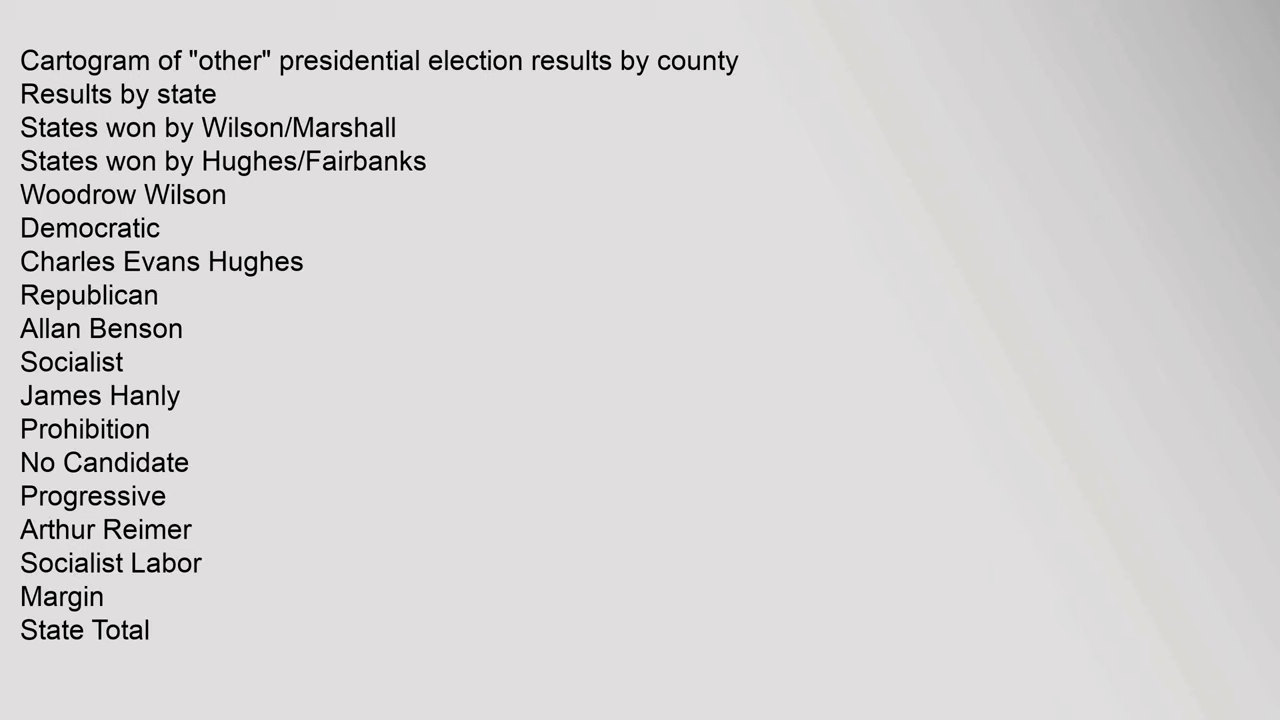 Cartogram of "other" presidential election results by county
Results by state
States won by Wilson/Marshall
States won by Hughes/Fairbanks
Woodrow Wilson
Democratic
Charles Evans Hughes
Republican
Allan Benson
Socialist
James Hanly
Prohibition
No Candidate
Progressive
Arthur Reimer
Socialist Labor
Margin
State Total